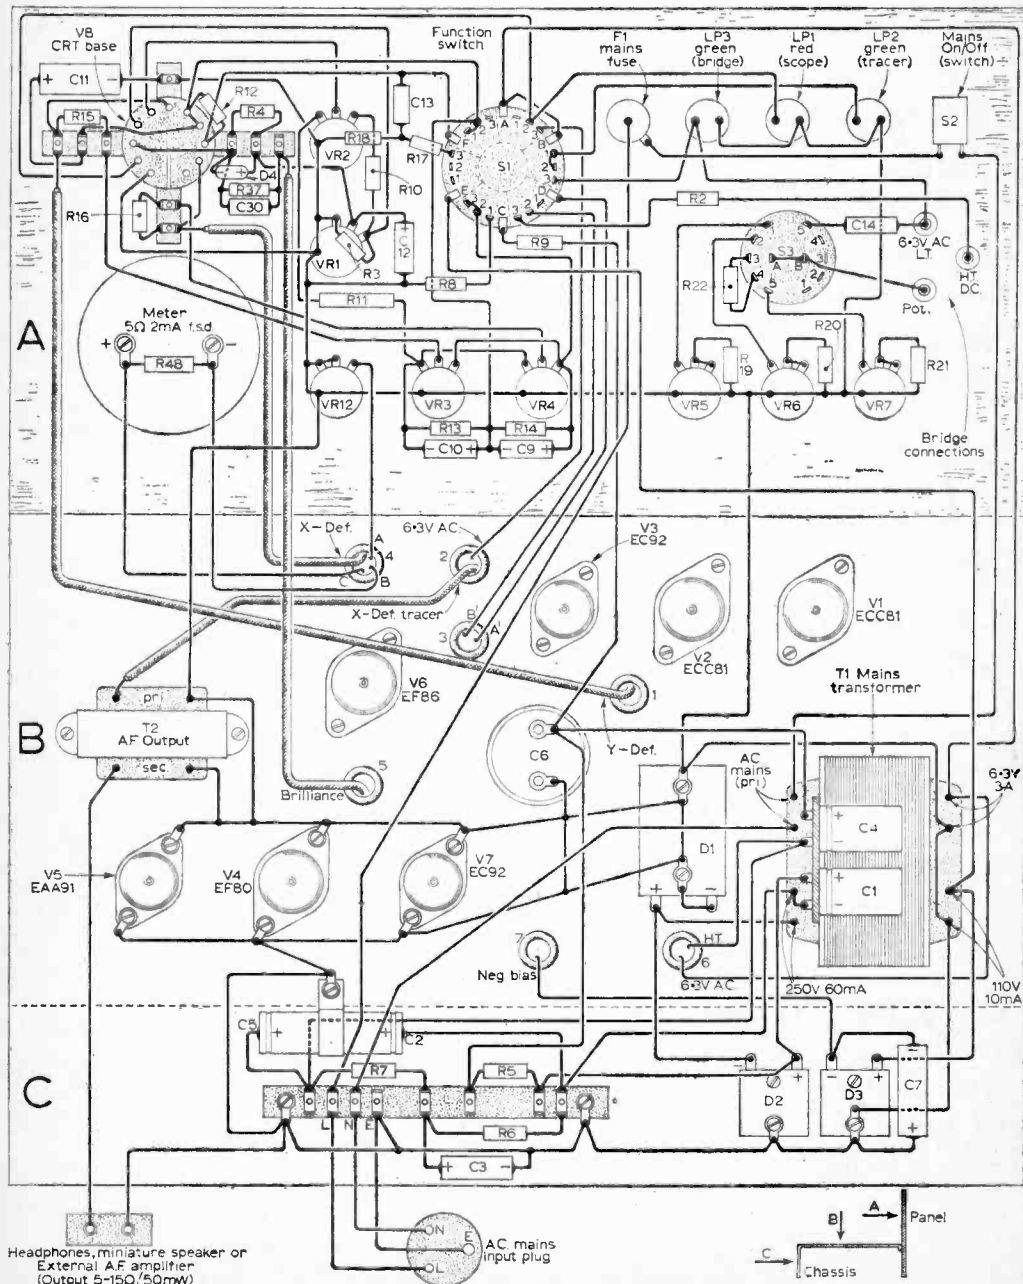 V8
CRT base
Function
switch
F1
mains
fuse
LP3
green
(bridge)
LP1
red
(scope)
LP2
green
(tracer)
Mains
On/Off
(switch)
+ C11 -
R12
R15
R4
C13
VR2
R18
R17
R10
S1
S2
D4
R37
C30
R16
VR1
R3
C12
R8
R9
R2
C14
6·3V AC
L.T.
HT
DC.
Pot.
S3
R22
R11
R20
R19
R21
A
Meter
5Ω 2mA f.s.d
+
-
R48
VR12
VR3
VR4
VR5
VR6
VR7
R13
R14
- C10 +
- C9 +
Bridge
connections
X-Def.
A
4
C
B
6·3V AC
2
V3
EC92
V1
ECC81
X-Def. tracer
B'
3
A'
V2
ECC81
V6
EF86
1
T1 Mains
transformer
pri
T2
A.F. Output
sec
B
C6
Y-Def.
AC
mains
(pri)
6·3V
3A
5
Brilliance
+
C4
-
+
C1
-
D1
+ -
V5
EAA91
V4
EF80
V7
EC92
7
Neg bias
HT
6
6·3V AC
250V 60mA
110V
10mA
C5
+ +
C2
R7
R5
C
L N E
R6
+ C3 -
- +
D2
- +
D3
-
C7
+
N
E
L
A.C. mains
input plug
Headphones, miniature speaker or
External A.F. amplifier
(Output 5-15Ω/50mW)
A
B
C
Panel
Chassis